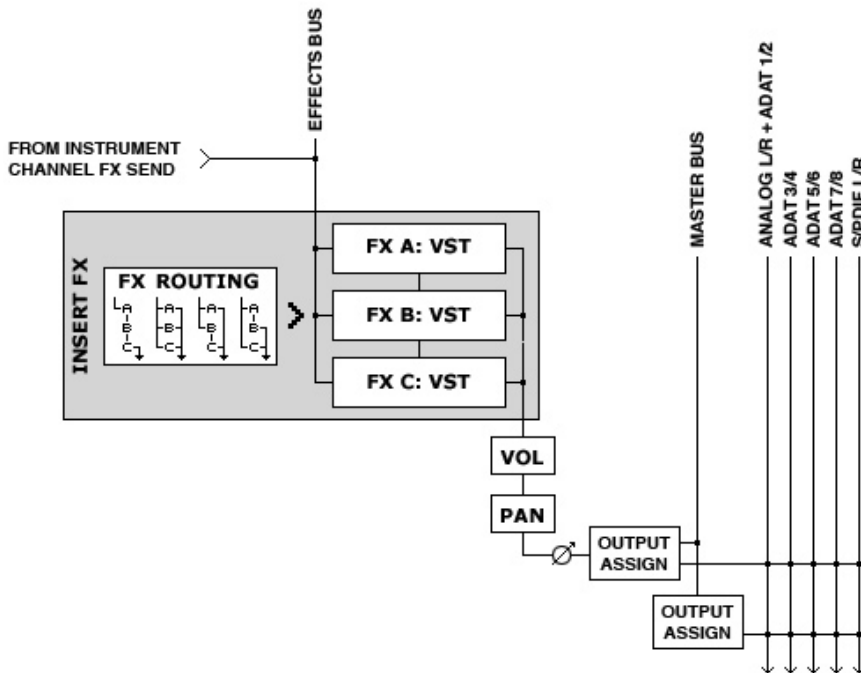 EFFECTS BUS
FROM INSTRUMENT
CHANNEL FX SEND
MASTER BUS
ANALOG L/R + ADAT 1/2
ADAT 3/4
ADAT 5/6
ADAT 7/8
S/PDIF L/R
INSERT FX
FX ROUTING
A A A A
B B B B
C C C C
FX A: VST
FX B: VST
FX C: VST
VOL
PAN
OUTPUT
ASSIGN
OUTPUT
ASSIGN